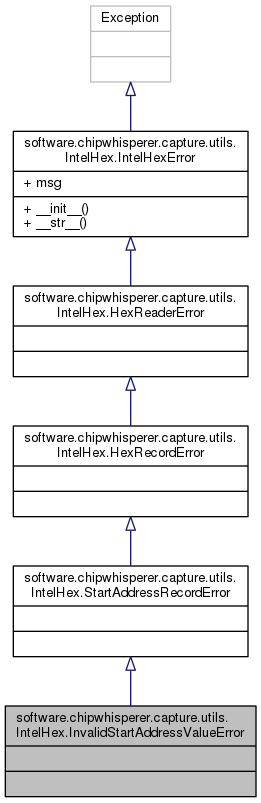 Exception
software.chipwhisperer.capture.utils.
IntelHex.IntelHexError
+ msg
+ __init__()
+ __str__()
software.chipwhisperer.capture.utils.
IntelHex.HexReaderError
software.chipwhisperer.capture.utils.
IntelHex.HexRecordError
software.chipwhisperer.capture.utils.
IntelHex.StartAddressRecordError
software.chipwhisperer.capture.utils.
IntelHex.InvalidStartAddressValueError